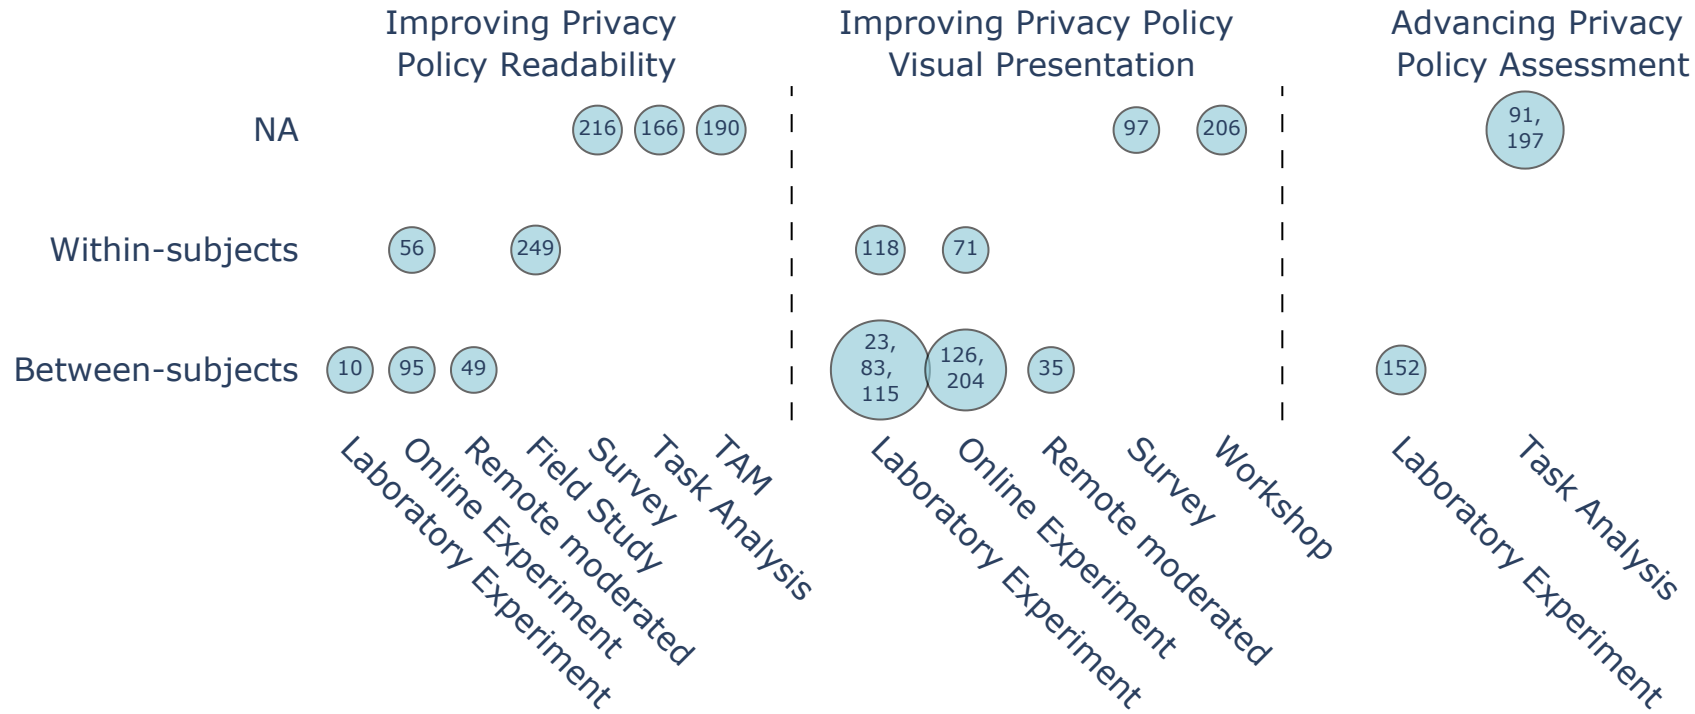 Improving Privacy
Policy Readability
Improving Privacy Policy
Visual Presentation
Advancing Privacy
Policy Assessment
NA
216
166
190
97
206
91,
197
Within-subjects
56
249
118
71
Between-subjects
10
95
49
23,
83,
115
126,
204
35
152
Laboratory Experiment
Online Experiment
Remote moderated
Field Study
Survey
Task Analysis
TAM
Laboratory Experiment
Online Experiment
Remote moderated
Survey
Workshop
Laboratory Experiment
Task Analysis